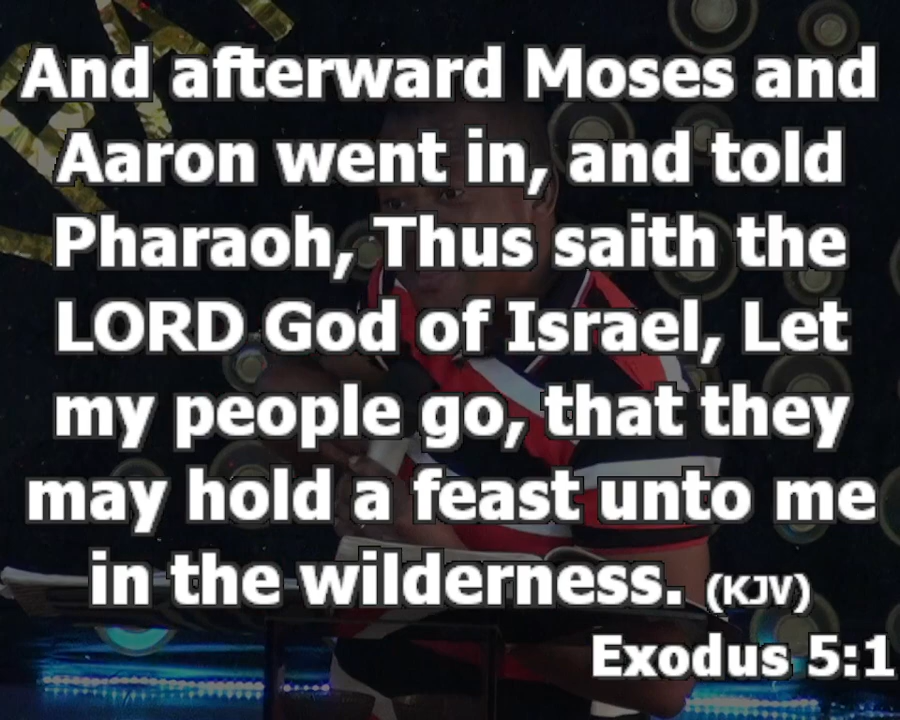 And afterward Moses and
Aaron went in, and told
Pharaoh, Thus saith the
LORD God of Israel, Let
my people go, that they
may hold a feast unto me
in the wilderness. (KJV)
Exodus 5:1